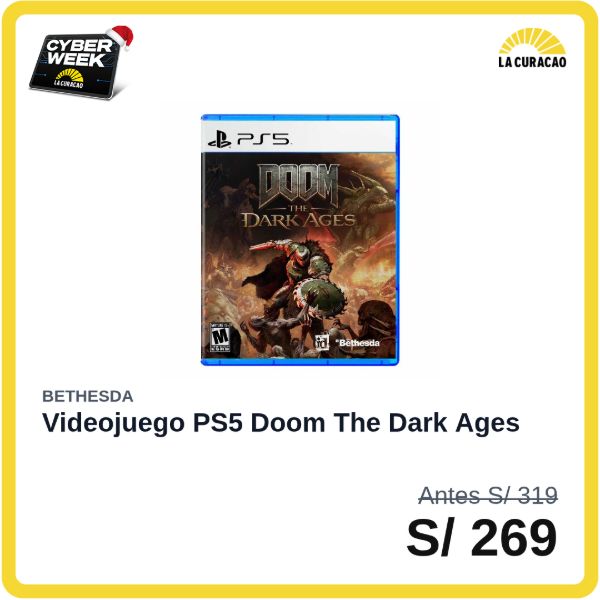 CYBER
WEEK
LA CURACAO
LA CURACAO
PS5
DOOM
THE
DARK AGES
M
Bethesda
BETHESDA
Videojuego PS5 Doom The Dark Ages
Antes S/ 319
S/ 269